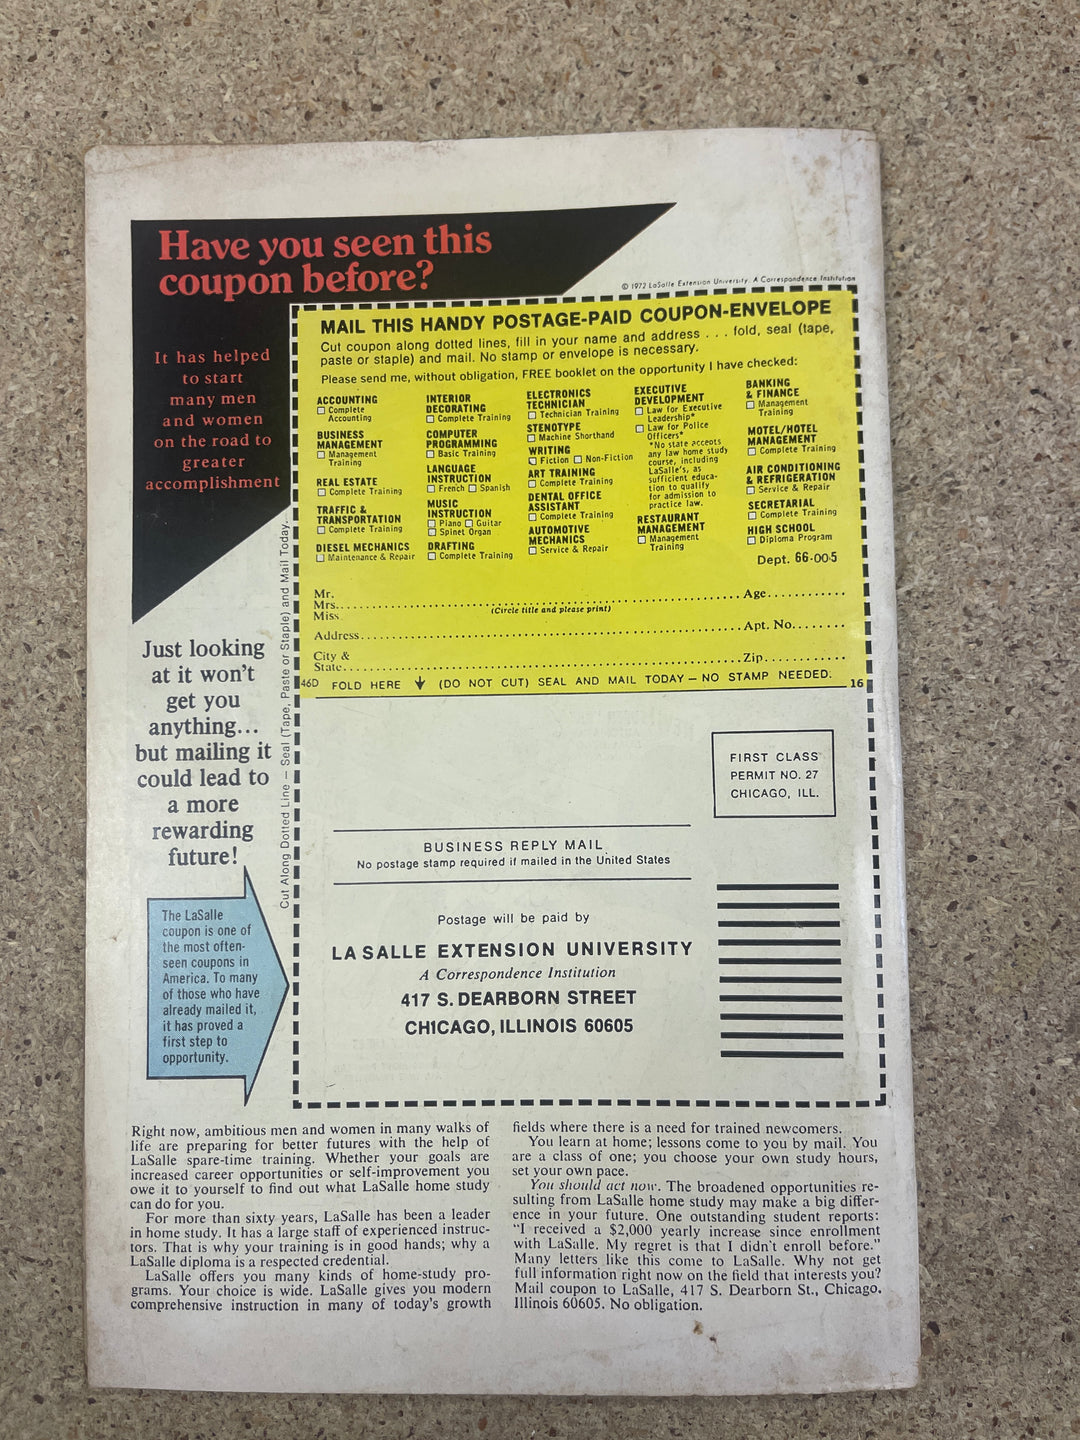 Have you seen this
coupon before?
It has helped
to start
many men
and women
on the road to
greater
accomplishment
Just looking
at it won't
get you
anything...
but mailing it
could lead to
a more
rewarding
future!
The LaSalle
coupon is one of
the most often-
seen coupons in
America. To many
of those who have
already mailed it,
it has proved a
first step to
opportunity.
Cut Along Dotted Line — Seal (Tape, Paste or Staple) and Mail Today.
© 1972 LaSalle Extension University. A Correspondence Institution
MAIL THIS HANDY POSTAGE-PAID COUPON-ENVELOPE
Cut coupon along dotted lines, fill in your name and address . . . fold, seal (tape,
paste or staple) and mail. No stamp or envelope is necessary.
Please send me, without obligation, FREE booklet on the opportunity I have checked:
ACCOUNTING
☐ Complete
Accounting
BUSINESS
MANAGEMENT
☐ Management
Training
REAL ESTATE
☐ Complete Training
TRAFFIC &
TRANSPORTATION
☐ Complete Training
DIESEL MECHANICS
☐ Maintenance & Repair
INTERIOR
DECORATING
☐ Complete Training
COMPUTER
PROGRAMMING
☐ Basic Training
LANGUAGE
INSTRUCTION
☐ French ☐ Spanish
MUSIC
INSTRUCTION
☐ Piano ☐ Guitar
☐ Spinet Organ
DRAFTING
☐ Complete Training
ELECTRONICS
TECHNICIAN
☐ Technician Training
STENOTYPE
☐ Machine Shorthand
WRITING
☐ Fiction ☐ Non-Fiction
ART TRAINING
☐ Complete Training
DENTAL OFFICE
ASSISTANT
☐ Complete Training
AUTOMOTIVE
MECHANICS
☐ Service & Repair
EXECUTIVE
DEVELOPMENT
☐ Law for Executive
Leadership*
☐ Law for Police
Officers*
*No state accepts
any law home study
course, including
LaSalle's, as
sufficient educa-
tion to qualify
for admission to
practice law.
RESTAURANT
MANAGEMENT
☐ Management
Training
BANKING
& FINANCE
☐ Management
Training
MOTEL/HOTEL
MANAGEMENT
☐ Complete Training
AIR CONDITIONING
& REFRIGERATION
☐ Service & Repair
SECRETARIAL
☐ Complete Training
HIGH SCHOOL
☐ Diploma Program
Dept. 66-005
Mr.
Mrs. Age
Miss (Circle title and please print)
Address Apt. No.
City &
State Zip
46D FOLD HERE ↓ (DO NOT CUT) SEAL AND MAIL TODAY — NO STAMP NEEDED. 16
FIRST CLASS
PERMIT NO. 27
CHICAGO, ILL.
BUSINESS REPLY MAIL
No postage stamp required if mailed in the United States
Postage will be paid by
LA SALLE EXTENSION UNIVERSITY
A Correspondence Institution
417 S. DEARBORN STREET
CHICAGO, ILLINOIS 60605
Right now, ambitious men and women in many walks of
life are preparing for better futures with the help of
LaSalle spare-time training. Whether your goals are
increased career opportunities or self-improvement you
owe it to yourself to find out what LaSalle home study
can do for you.
For more than sixty years, LaSalle has been a leader
in home study. It has a large staff of experienced instruc-
tors. That is why your training is in good hands; why a
LaSalle diploma is a respected credential.
LaSalle offers you many kinds of home-study pro-
grams. Your choice is wide. LaSalle gives you modern
comprehensive instruction in many of today's growth
fields where there is a need for trained newcomers.
You learn at home; lessons come to you by mail. You
are a class of one; you choose your own study hours,
set your own pace.
You should act now. The broadened opportunities re-
sulting from LaSalle home study may make a big differ-
ence in your future. One outstanding student reports:
"I received a $2,000 yearly increase since enrollment
with LaSalle. My regret is that I didn't enroll before."
Many letters like this come to LaSalle. Why not get
full information right now on the field that interests you?
Mail coupon to LaSalle, 417 S. Dearborn St., Chicago,
Illinois 60605. No obligation.